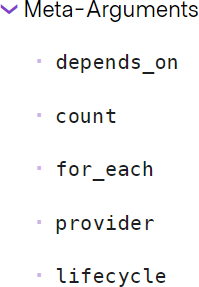 Meta-Arguments
depends_on
count
for_each
provider
lifecycle